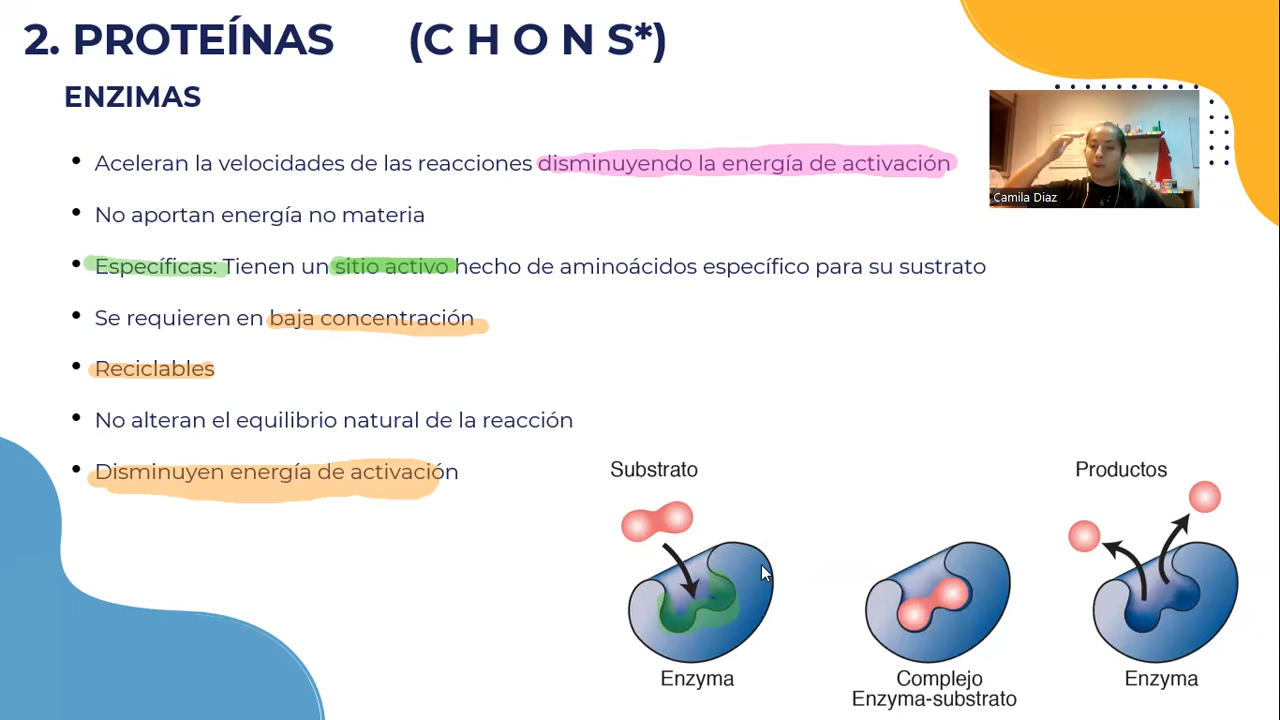 2. PROTEÍNAS (C H O N S*)
ENZIMAS
Camila Diaz
• Aceleran la velocidades de las reacciones disminuyendo la energía de activación
• No aportan energía no materia
• Específicas: Tienen un sitio activo hecho de aminoácidos específico para su sustrato
• Se requieren en baja concentración
• Reciclables
• No alteran el equilibrio natural de la reacción
• Disminuyen energía de activación
Substrato
Productos
Enzyma
Complejo
Enzyma-substrato
Enzyma